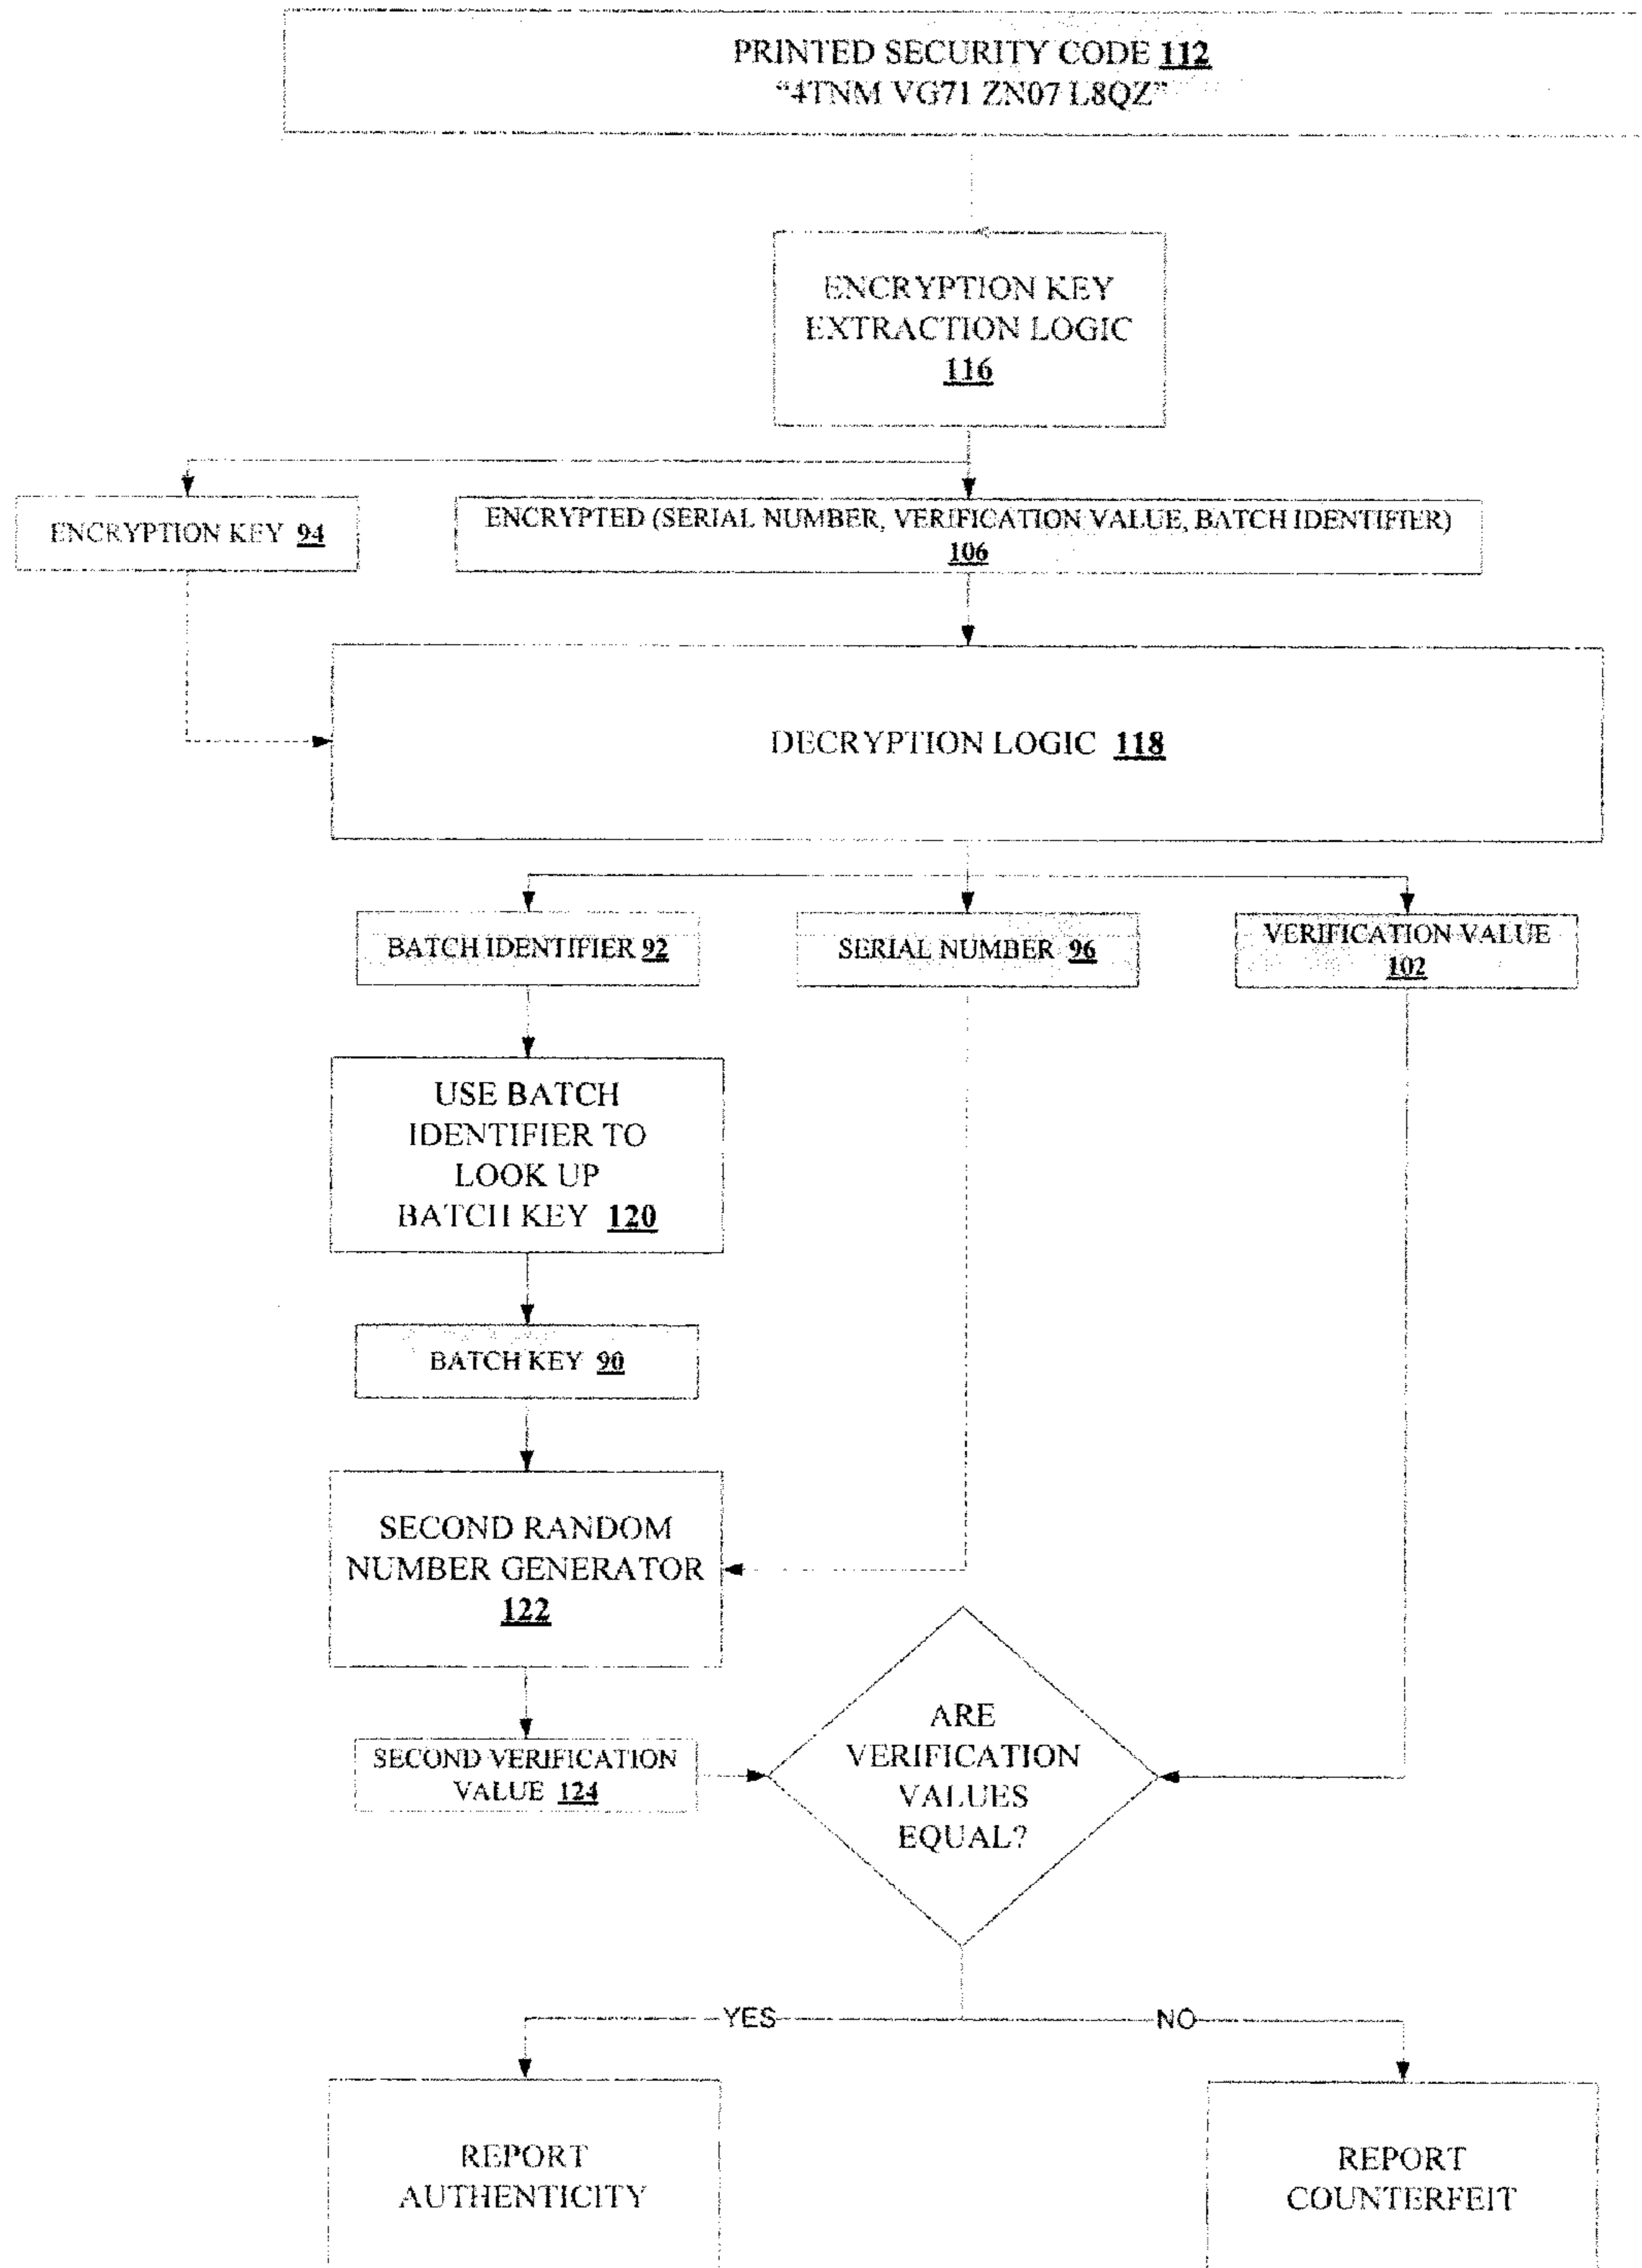 PRINTED SECURITY CODE 112
“4TNM VG71 ZN07 L8QZ”
ENCRYPTION KEY
EXTRACTION LOGIC
116
ENCRYPTION KEY 94
ENCRYPTED (SERIAL NUMBER, VERIFICATION VALUE, BATCH IDENTIFIER)
106
DECRYPTION LOGIC 118
BATCH IDENTIFIER 92
SERIAL NUMBER 96
VERIFICATION VALUE
102
USE BATCH
IDENTIFIER TO
LOOK UP
BATCH KEY 120
BATCH KEY 90
SECOND RANDOM
NUMBER GENERATOR
122
SECOND VERIFICATION
VALUE 124
ARE
VERIFICATION
VALUES
EQUAL?
YES
NO
REPORT
AUTHENTICITY
REPORT
COUNTERFEIT